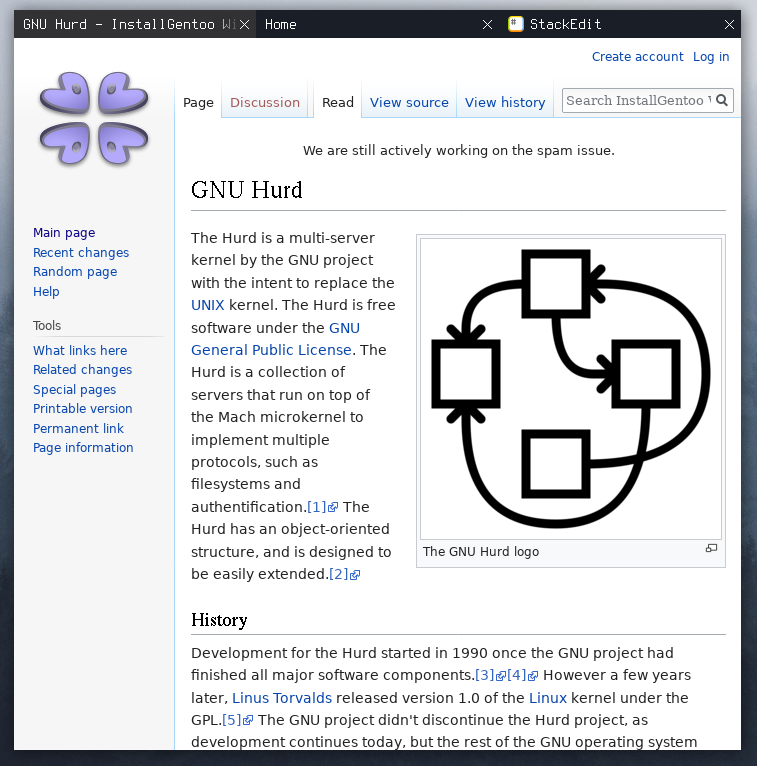 GNU Hurd - InstallGentoo Wi
Home
StackEdit
Create account Log in
Page Discussion Read View source View history
Search InstallGentoo
We are still actively working on the spam issue.
GNU Hurd
Main page
Recent changes
Random page
Help
Tools
What links here
Related changes
Special pages
Printable version
Permanent link
Page information
The Hurd is a multi-server
kernel by the GNU project
with the intent to replace the
UNIX kernel. The Hurd is free
software under the GNU
General Public License. The
Hurd is a collection of
servers that run on top of
the Mach microkernel to
implement multiple
protocols, such as
filesystems and
authentification.[1] The
Hurd has an object-oriented
structure, and is designed to
be easily extended.[2]
The GNU Hurd logo
History
Development for the Hurd started in 1990 once the GNU project had
finished all major software components.[3][4] However a few years
later, Linus Torvalds released version 1.0 of the Linux kernel under the
GPL.[5] The GNU project didn't discontinue the Hurd project, as
development continues today, but the rest of the GNU operating system